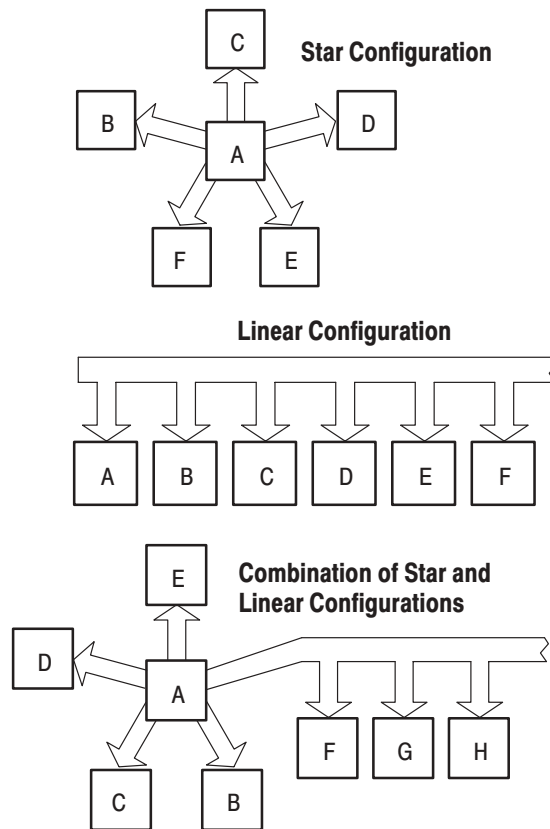 C
Star Configuration
B
D
A
F
E
Linear Configuration
A B C D E F
E
Combination of Star and
Linear Configurations
D
A
F G H
C
B